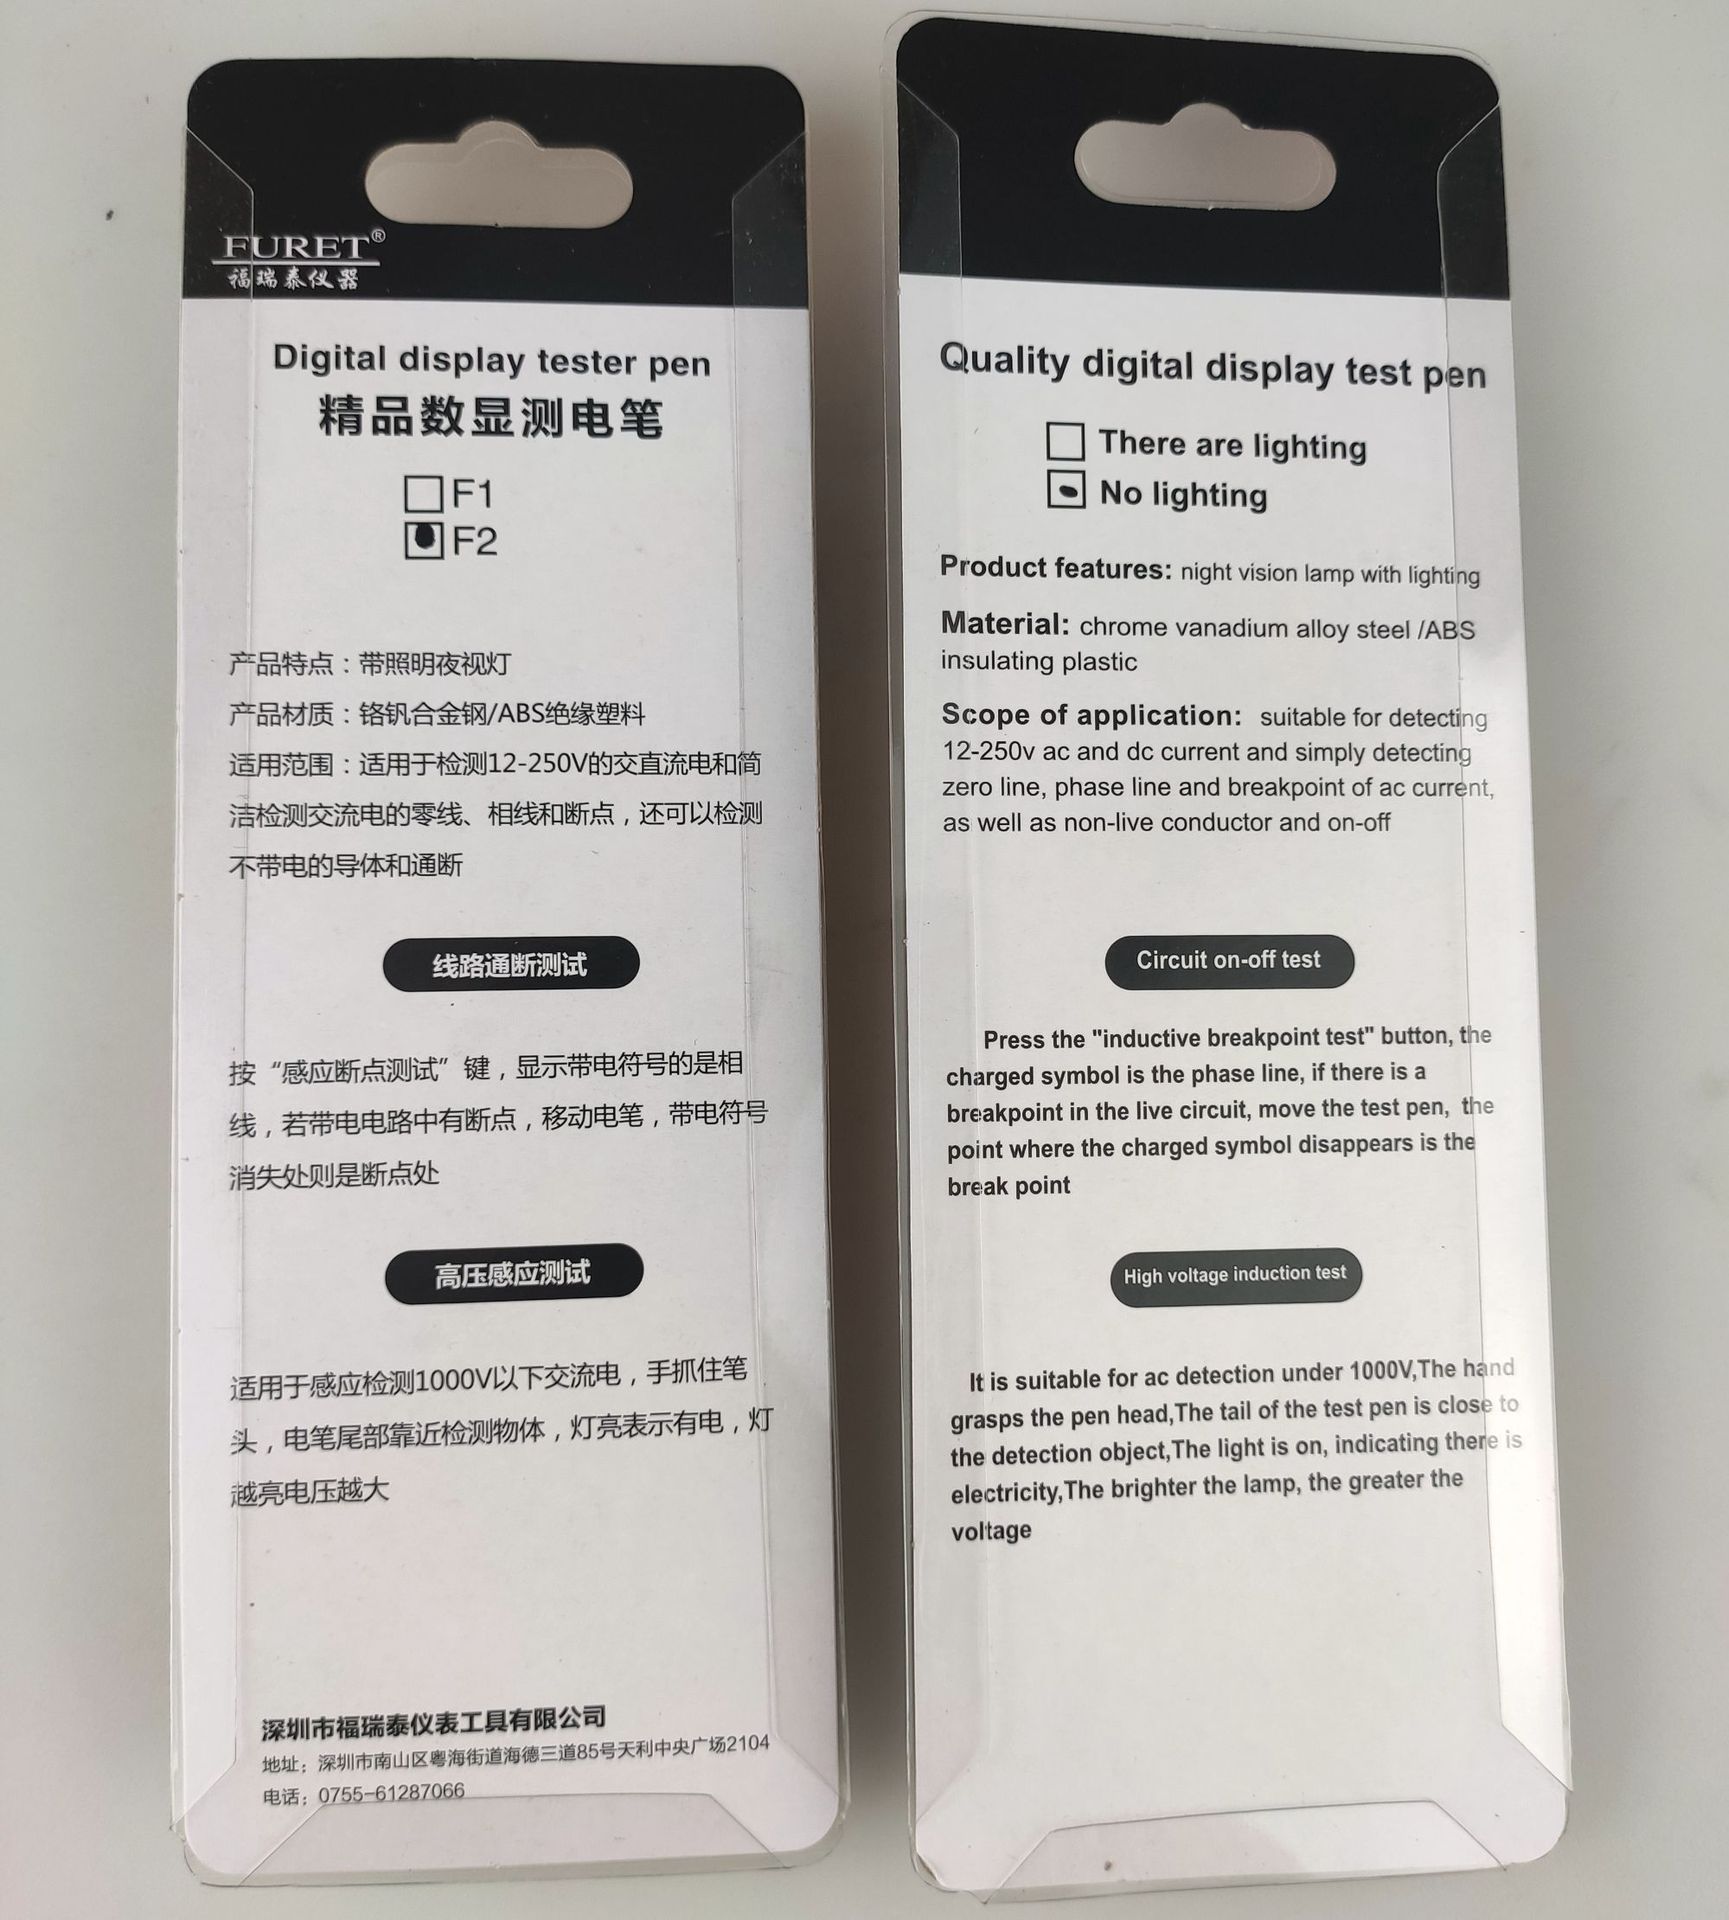 FURET®
福瑞泰仪器
Digital display tester pen
精品数显测电笔
F1
F2
产品特点：带照明夜视灯
产品材质：铬钒合金钢/ABS绝缘塑料
适用范围：适用于检测12-250V的交直流电和简
洁检测交流电的零线、相线和断点，还可以检测
不带电的导体和通断
线路通断测试
按“感应断点测试”键，显示带电符号的是相
线，若带电电路中有断点，移动电笔，带电符号
消失处则是断点处
高压感应测试
适用于感应检测1000V以下交流电，手抓住笔
头，电笔尾部靠近检测物体，灯亮表示有电，灯
越亮电压越大
深圳市福瑞泰仪表工具有限公司
地址：深圳市南山区粤海街道海德三道85号天利中央广场2104
电话：0755-61287066
Quality digital display test pen
There are lighting
No lighting
Product features: night vision lamp with lighting
Material: chrome vanadium alloy steel /ABS
insulating plastic
Scope of application: suitable for detecting
12-250v ac and dc current and simply detecting
zero line, phase line and breakpoint of ac current,
as well as non-live conductor and on-off
Circuit on-off test
Press the "inductive breakpoint test" button, the
charged symbol is the phase line, if there is a
breakpoint in the live circuit, move the test pen, the
point where the charged symbol disappears is the
break point
High voltage induction test
It is suitable for ac detection under 1000V,The hand
grasps the pen head,The tail of the test pen is close to
the detection object,The light is on, indicating there is
electricity,The brighter the lamp, the greater the
voltage